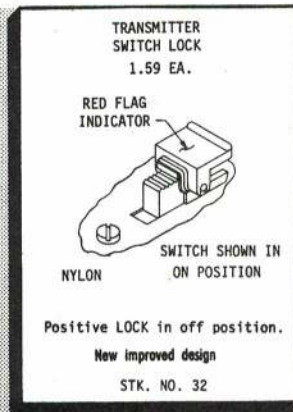 TRANSMITTER
SWITCH LOCK
1.59 EA.
RED FLAG
INDICATOR
SWITCH SHOWN IN
ON POSITION
NYLON
Positive LOCK in off position.
New improved design
STK. NO. 32